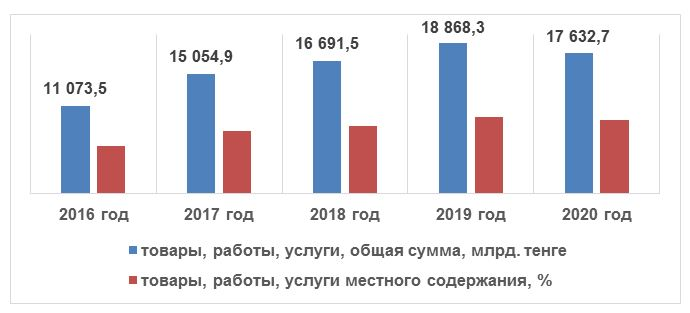 11 073,5
15 054,9
16 691,5
18 868,3
17 632,7
2016 год
2017 год
2018 год
2019 год
2020 год
товары, работы, услуги, общая сумма, млрд. тенге
товары, работы, услуги местного содержания, %